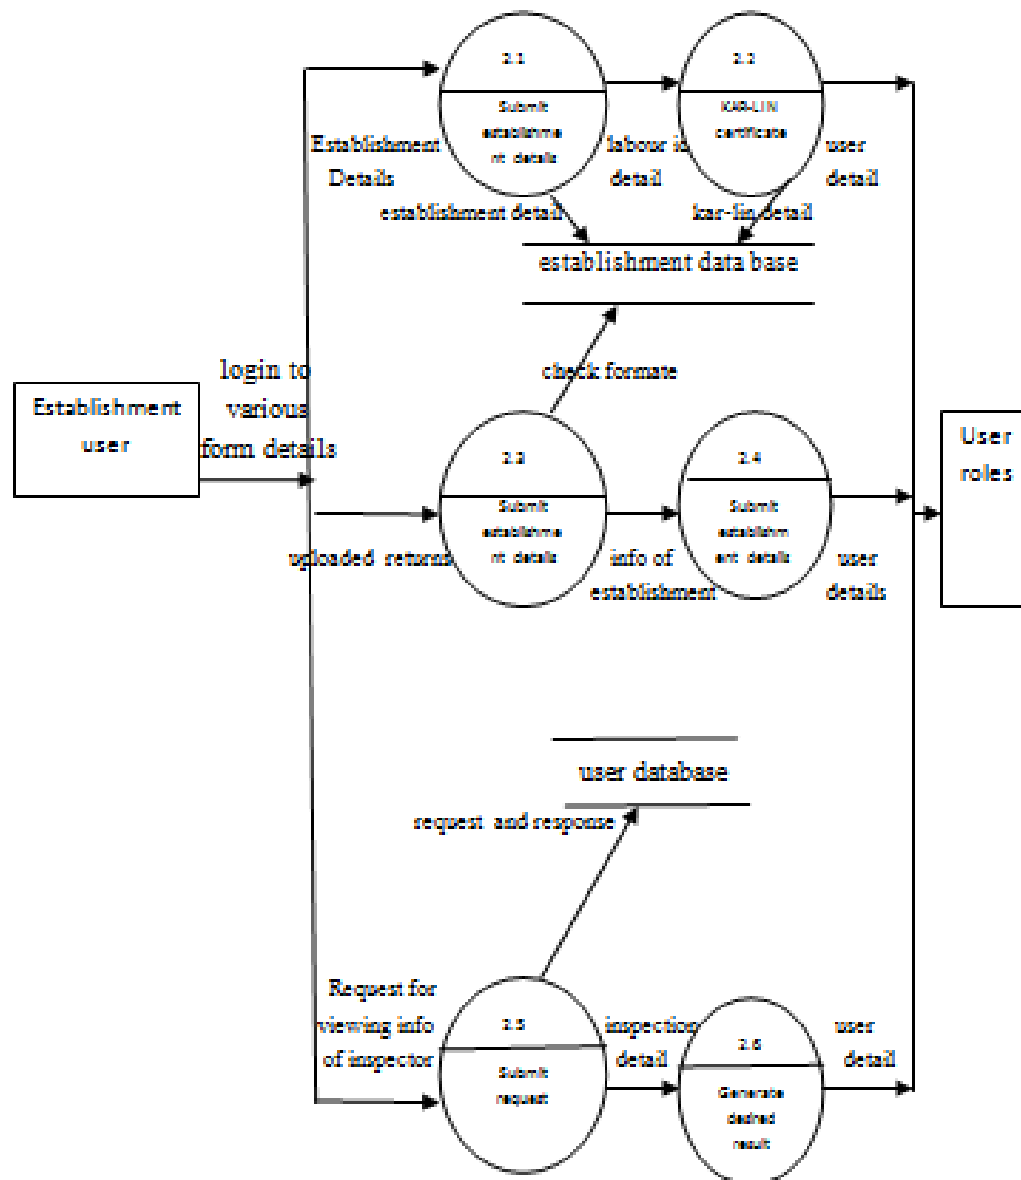 2.1
Submit
establishme
nt details
2.2
KAR-LIN
certificate
Establishment
Details
labour i
detail
user
detail
establishment detail
kar-lin detail
establishment data base
check formate
login to
various
form details
Establishment
user
2.3
Submit
establishme
nt details
2.4
Submit
establishm
ent details
User
roles
uploaded returns
info of
establishment
user
details
user database
request and response
Request for
viewing info
of inspector
2.5
Submit
request
inspection
detail
2.6
Generate
desired
result
user
detail